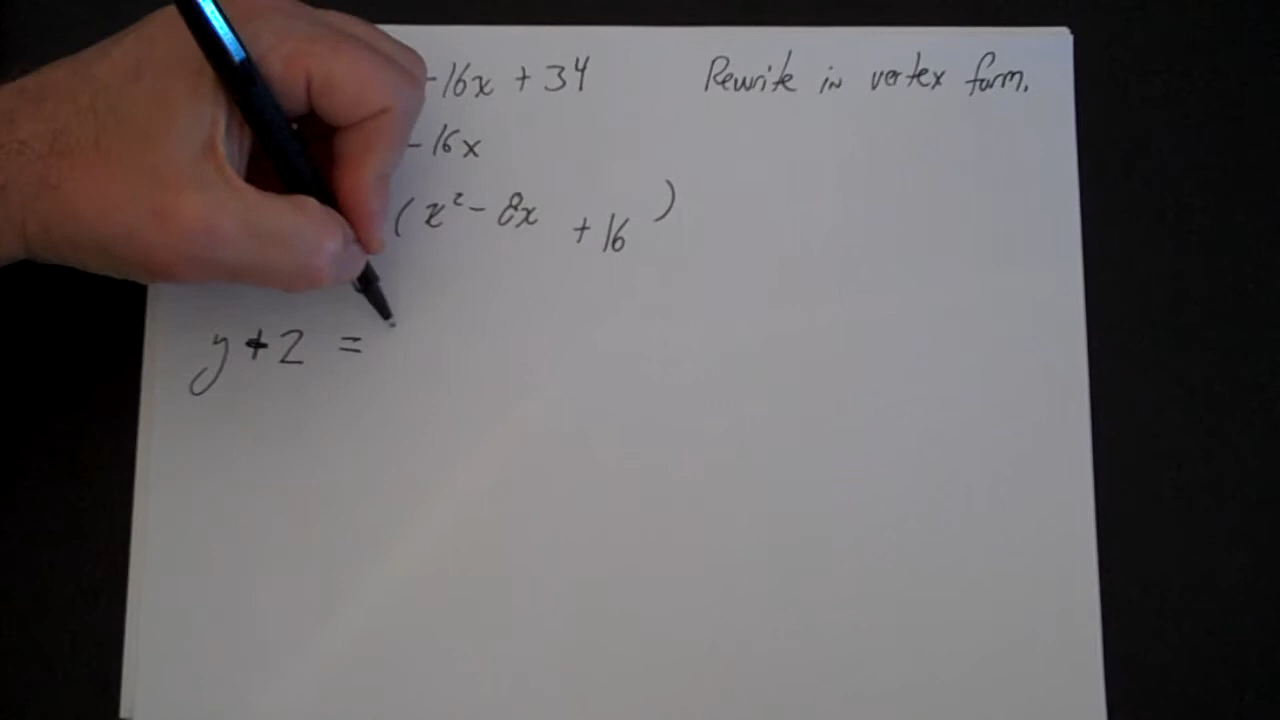 -16x + 34 Rewrite in vertex form.
-16x
(x² - 8x + 16 )
y + 2 =